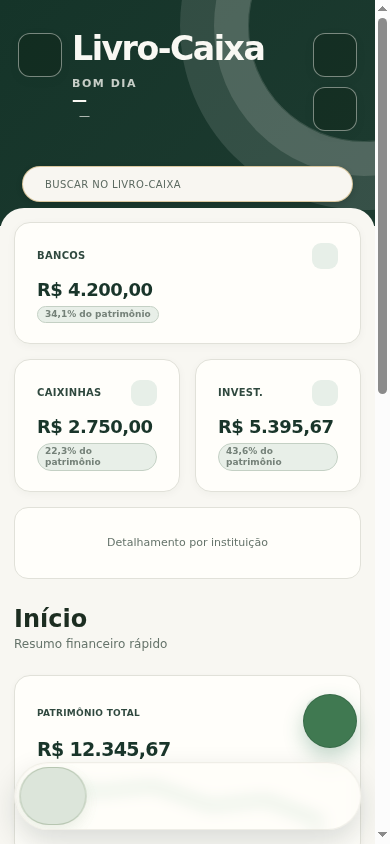 Livro-Caixa
BOM DIA
—
—
BUSCAR NO LIVRO-CAIXA
BANCOS
R$ 4.200,00
34,1% do patrimônio
CAIXINHAS
R$ 2.750,00
22,3% do
patrimônio
INVEST.
R$ 5.395,67
43,6% do
patrimônio
Detalhamento por instituição
Início
Resumo financeiro rápido
PATRIMÔNIO TOTAL
R$ 12.345,67